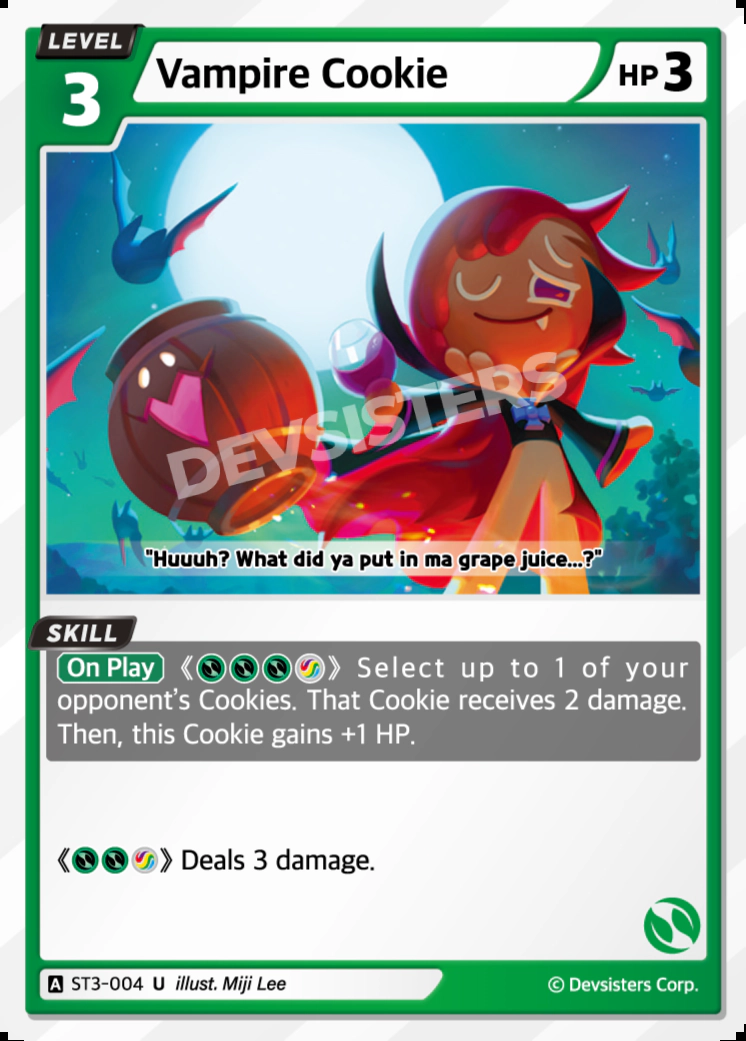 LEVEL
3
Vampire Cookie
HP 3
DEVSISTERS
"Huuuh? What did ya put in ma grape juice...?"
SKILL
On Play 《》 Select up to 1 of your
opponent's Cookies. That Cookie receives 2 damage.
Then, this Cookie gains +1 HP.
《》 Deals 3 damage.
A ST3-004 U illust. Miji Lee
© Devsisters Corp.